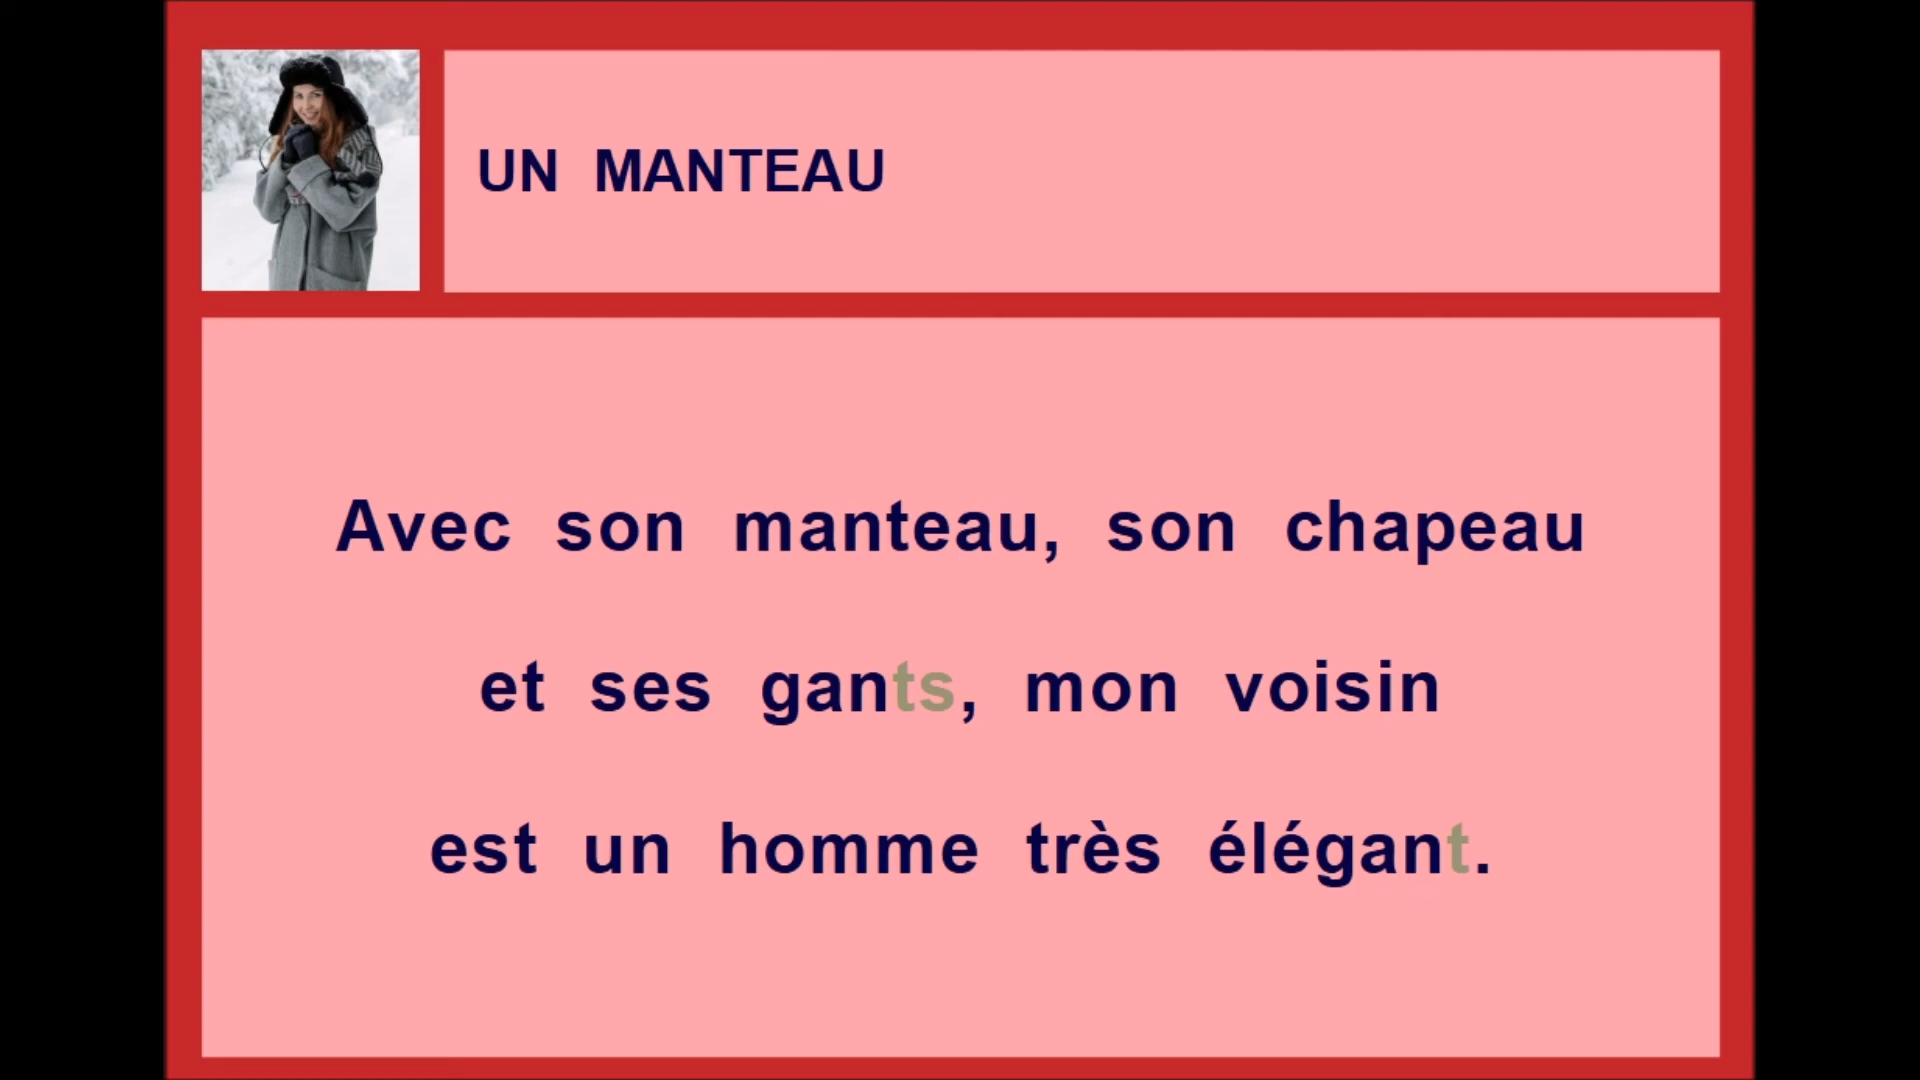 UN MANTEAU
Avec son manteau, son chapeau
et ses gants, mon voisin
est un homme très élégant.